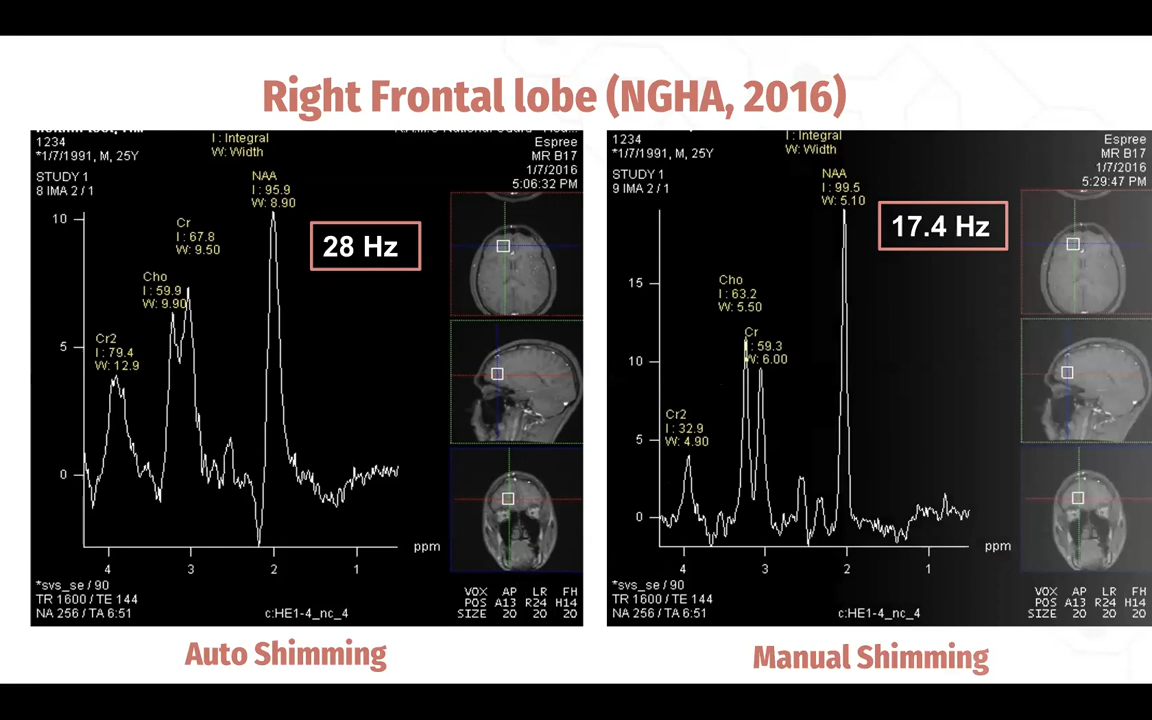 Right Frontal lobe (NGHA, 2016)
1234
*1/7/1991, M, 25Y
STUDY 1
8 IMA 2 / 1
I : Integral
W: Width
Espree
MR B17
1/7/2016
5:06:32 PM
NAA
I : 95.9
W: 8.90
Cr
I : 67.8
W: 9.50
Cho
I : 59.9
W: 9.90
Cr2
I : 79.4
W: 12.9
28 Hz
10
5
0
4
3
2
1
ppm
*svs_se / 90
TR 1600 / TE 144
NA 256 / TA 6:51
c:HE1-4_nc_4
VOX AP LR FH
POS A13 R24 H14
SIZE 20 20 20
Auto Shimming
1234
*1/7/1991, M, 25Y
STUDY 1
9 IMA 2 / 1
I : Integral
W: Width
Espree
MR B17
1/7/2016
5:29:47 PM
NAA
I : 99.5
W: 5.10
17.4 Hz
Cho
I : 63.2
W: 5.50
Cr
I : 59.3
W: 6.00
Cr2
I : 32.9
W: 4.90
15
10
5
0
4
3
2
1
ppm
*svs_se / 90
TR 1600 / TE 144
NA 256 / TA 6:51
c:HE1-4_nc_4
VOX AP LR FH
POS A13 R24 H14
SIZE 20 20 20
Manual Shimming